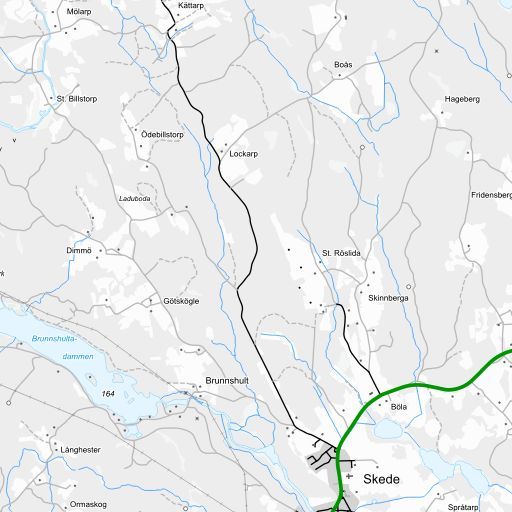 Kättarp
Mölarp
Boås
St. Billstorp
Hageberg
Ödebillstorp
Lockarp
Laduboda
Fridensberg
Dimmö
St. Röslida
Götskögle
Skinnberga
Brunnshulta-
dammen
Brunnshult
164
Böla
Långhester
Skede
Ormaskog
Språtarp